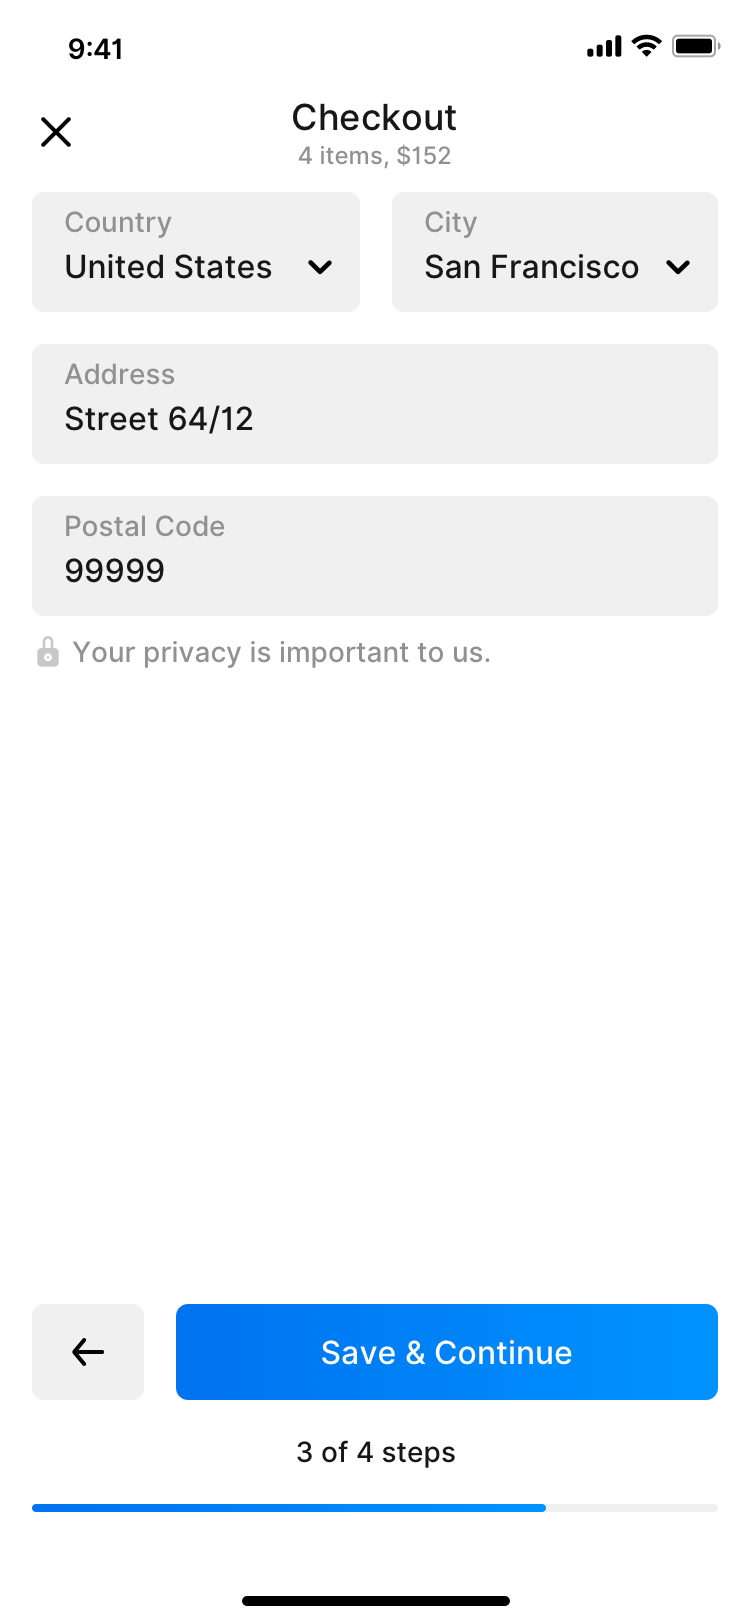 9:41
Checkout
4 items, $152
Country
United States
City
San Francisco
Address
Street 64/12
Postal Code
99999
Your privacy is important to us.
Save & Continue
3 of 4 steps